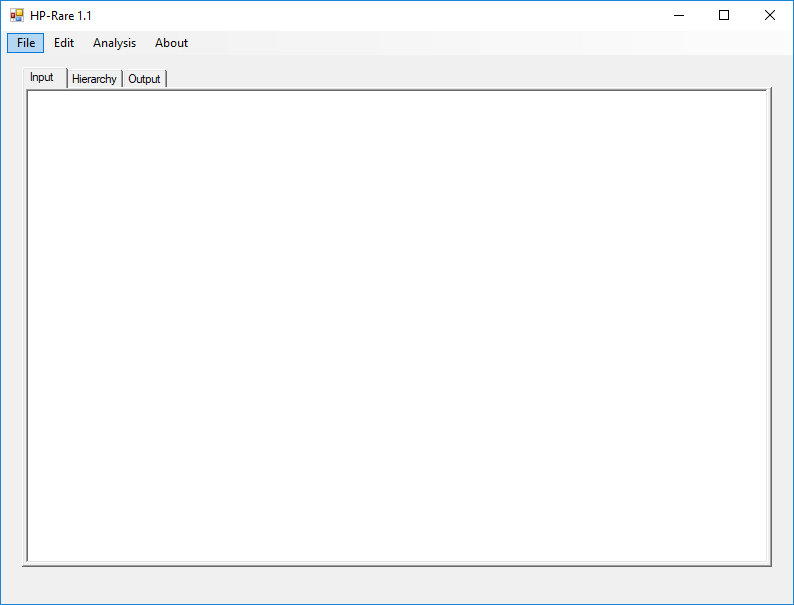 HP-Rare 1.1
File Edit Analysis About
Input Hierarchy Output